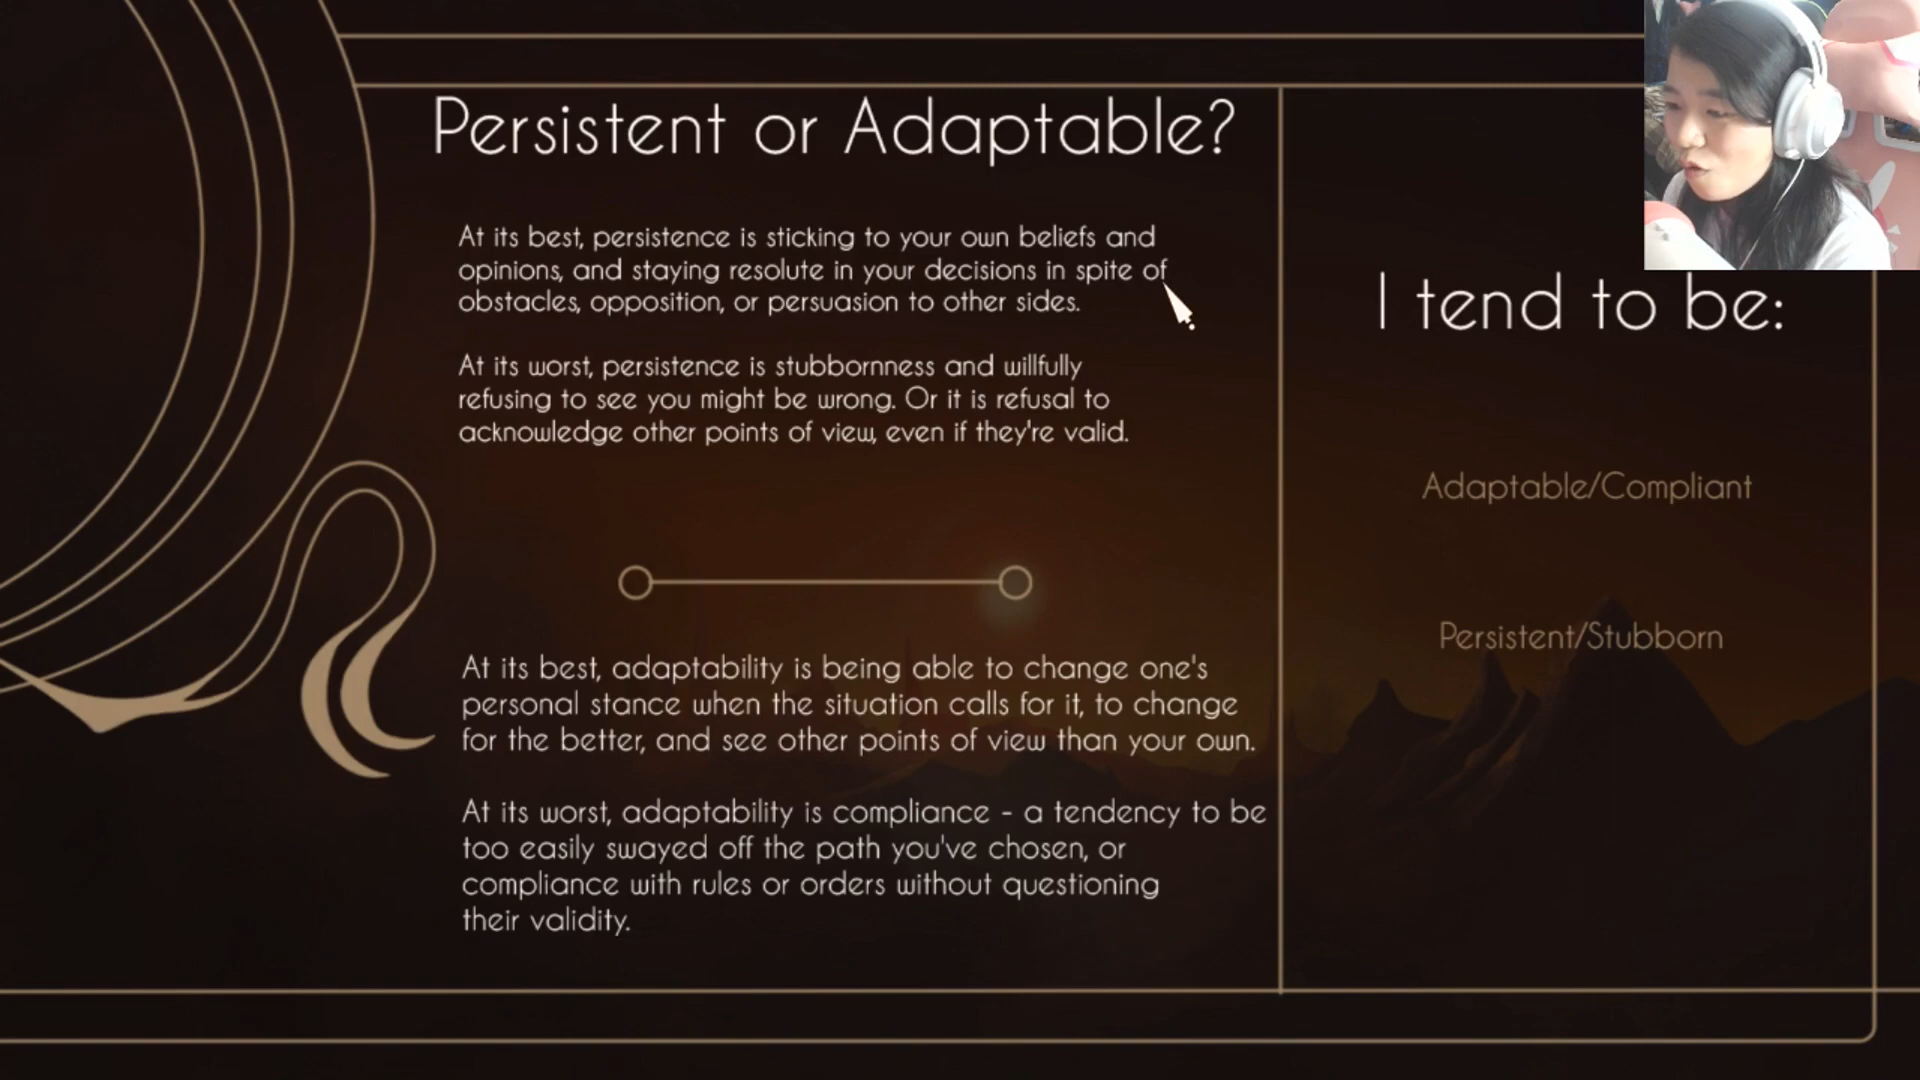 Persistent or Adaptable?
At its best, persistence is sticking to your own beliefs and
opinions, and staying resolute in your decisions in spite of
obstacles, opposition, or persuasion to other sides.
At its worst, persistence is stubbornness and willfully
refusing to see you might be wrong. Or it is refusal to
acknowledge other points of view, even if they're valid.
At its best, adaptability is being able to change one's
personal stance when the situation calls for it, to change
for the better, and see other points of view than your own.
At its worst, adaptability is compliance - a tendency to be
too easily swayed off the path you've chosen, or
compliance with rules or orders without questioning
their validity.
I tend to be:
Adaptable/Compliant
Persistent/Stubborn